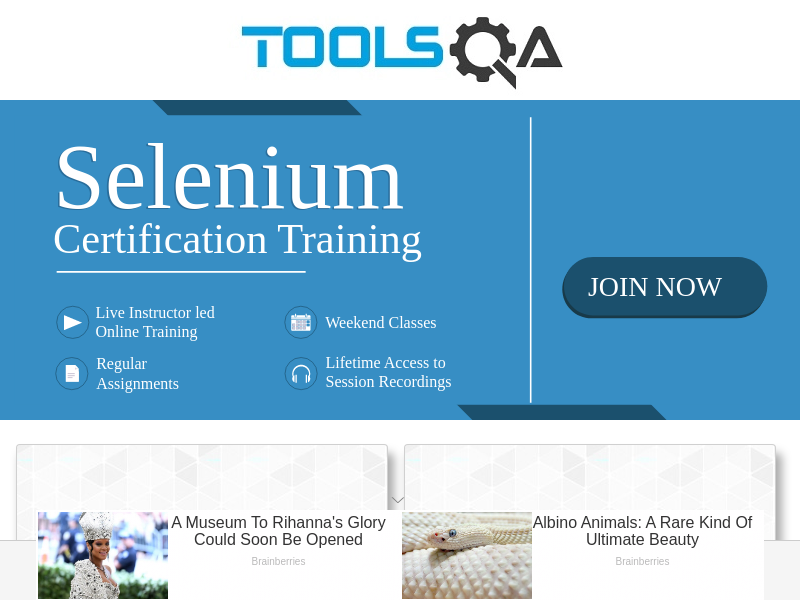 TOOLSQA
Selenium
Certification Training
JOIN NOW
Live Instructor led
Online Training
Weekend Classes
Regular
Assignments
Lifetime Access to
Session Recordings
A Museum To Rihanna's Glory
Could Soon Be Opened
Brainberries
Albino Animals: A Rare Kind Of
Ultimate Beauty
Brainberries